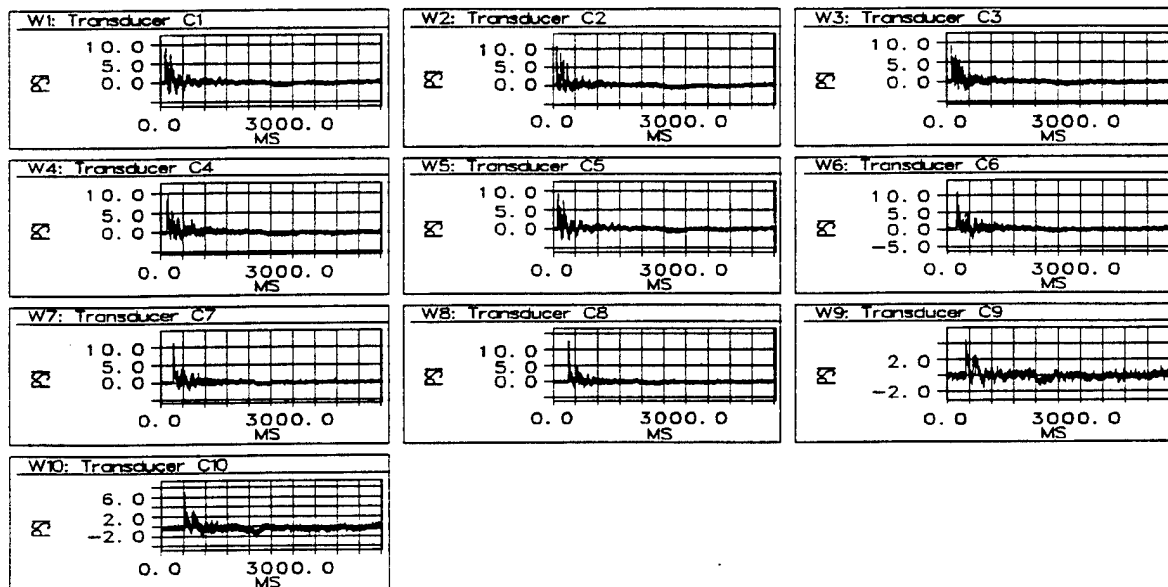 W1: Transducer C1
10. 0
5. 0
0. 0
0. 0 3000. 0
MS
W2: Transducer C2
10. 0
5. 0
0. 0
0. 0 3000. 0
MS
W3: Transducer C3
10. 0
5. 0
0. 0
0. 0 3000. 0
MS
W4: Transducer C4
10. 0
5. 0
0. 0
0. 0 3000. 0
MS
W5: Transducer C5
10. 0
5. 0
0. 0
0. 0 3000. 0
MS
W6: Transducer C6
10. 0
5. 0
0. 0
-5. 0
0. 0 3000. 0
MS
W7: Transducer C7
10. 0
5. 0
0. 0
0. 0 3000. 0
MS
W8: Transducer C8
10. 0
5. 0
0. 0
0. 0 3000. 0
MS
W9: Transducer C9
2. 0
-2. 0
0. 0 3000. 0
MS
W10: Transducer C10
6. 0
2. 0
-2. 0
0. 0 3000. 0
MS